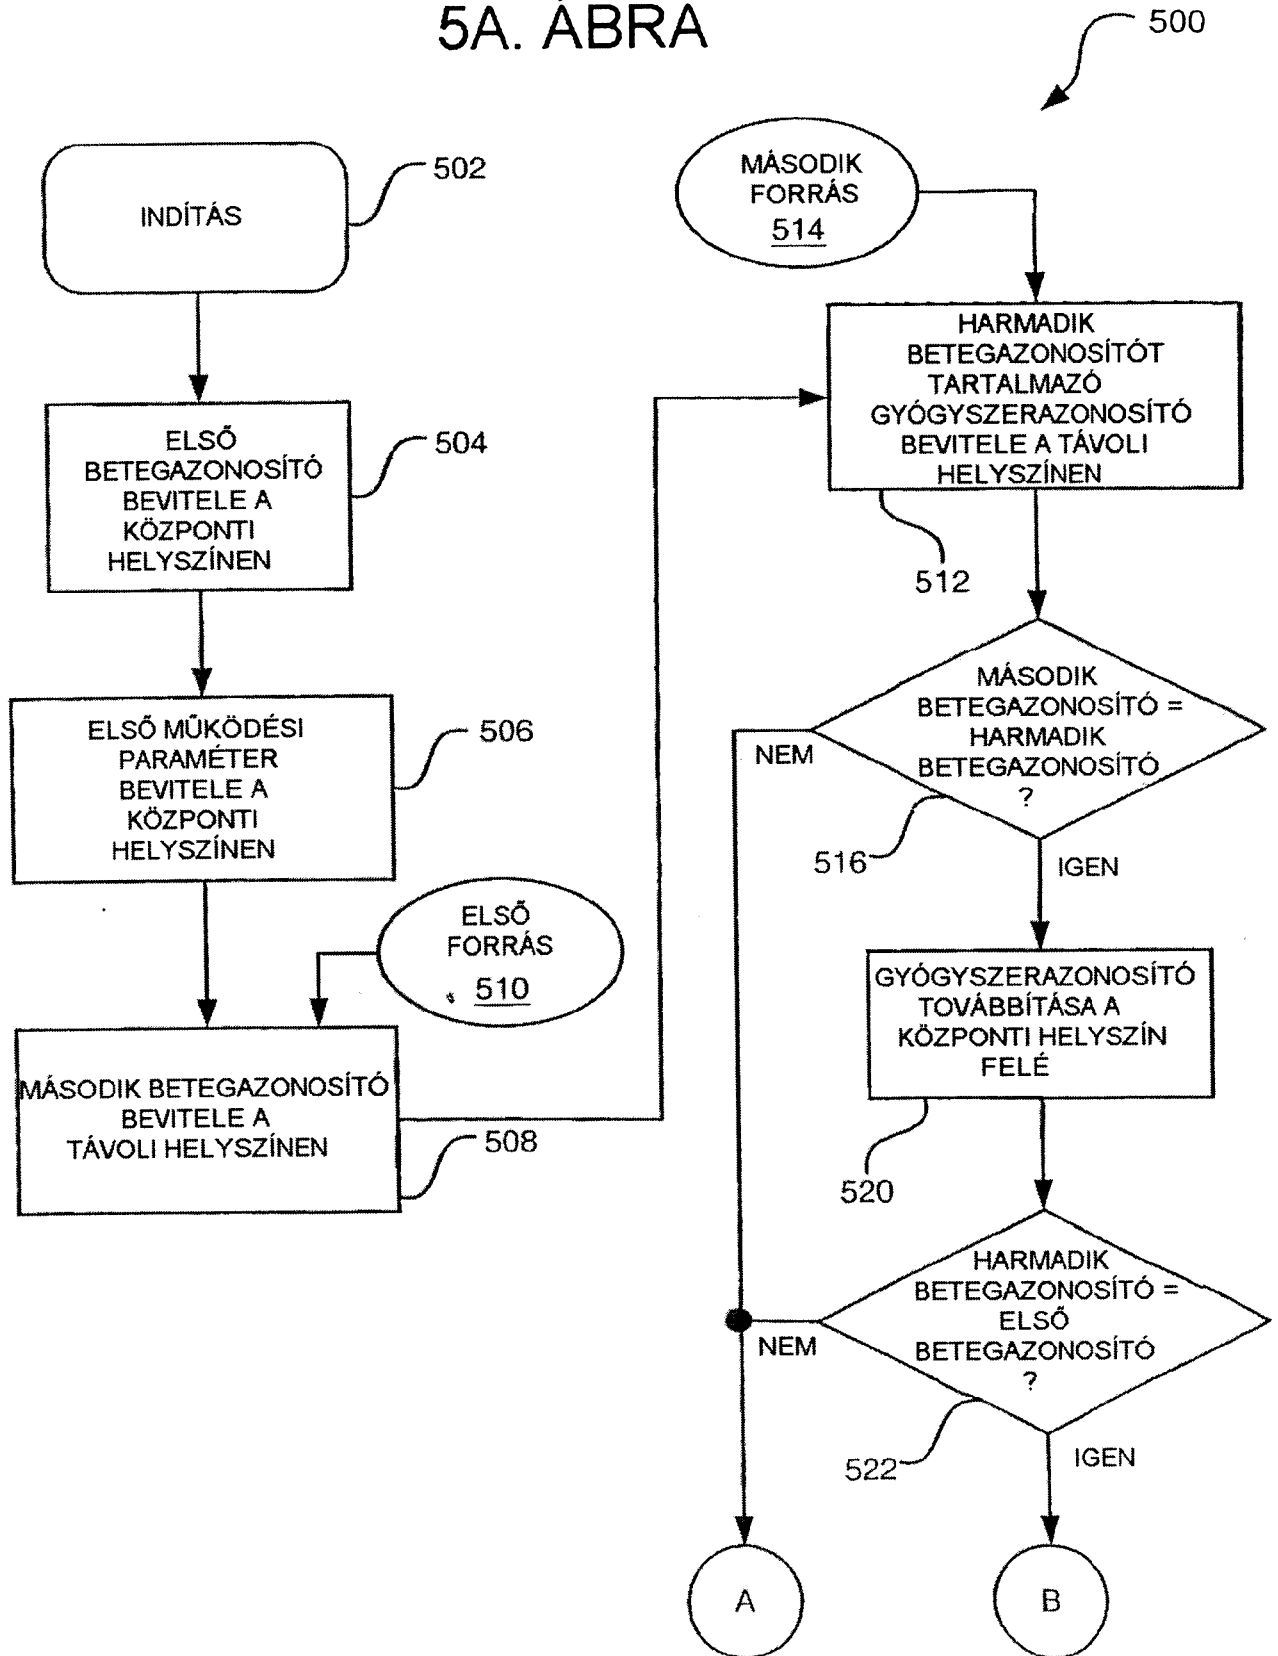 5A. ÁBRA
500
INDÍTÁS
502
ELSŐ
BETEGAZONOSÍTÓ
BEVITELE A
KÖZPONTI
HELYSZÍNEN
504
ELSŐ MŰKÖDÉSI
PARAMÉTER
BEVITELE A
KÖZPONTI
HELYSZÍNEN
506
ELSŐ
FORRÁS
510
MÁSODIK BETEGAZONOSÍTÓ
BEVITELE A
TÁVOLI HELYSZÍNEN
508
MÁSODIK
FORRÁS
514
HARMADIK
BETEGAZONOSÍTÓT
TARTALMAZÓ
GYÓGYSZERAZONOSÍTÓ
BEVITELE A TÁVOLI
HELYSZÍNEN
512
MÁSODIK
BETEGAZONOSÍTÓ =
HARMADIK
BETEGAZONOSÍTÓ
?
NEM
516
IGEN
GYÓGYSZERAZONOSÍTÓ
TOVÁBBÍTÁSA A
KÖZPONTI HELYSZÍN
FELÉ
520
HARMADIK
BETEGAZONOSÍTÓ =
ELSŐ
BETEGAZONOSÍTÓ
?
NEM
522
IGEN
A
B